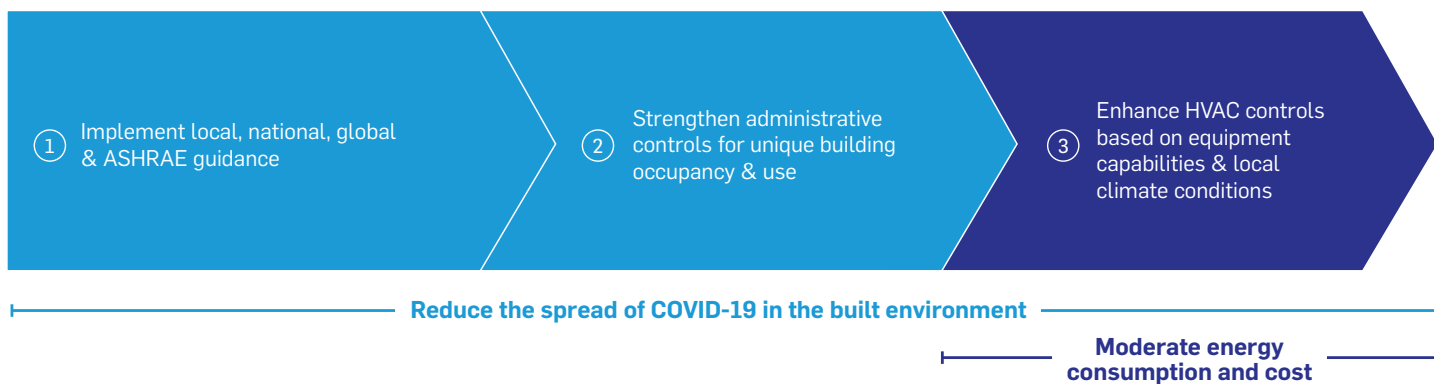 1
Implement local, national, global
& ASHRAE guidance
2
Strengthen administrative
controls for unique building
occupancy & use
3
Enhance HVAC controls
based on equipment
capabilities & local
climate conditions
Reduce the spread of COVID-19 in the built environment
Moderate energy
consumption and cost